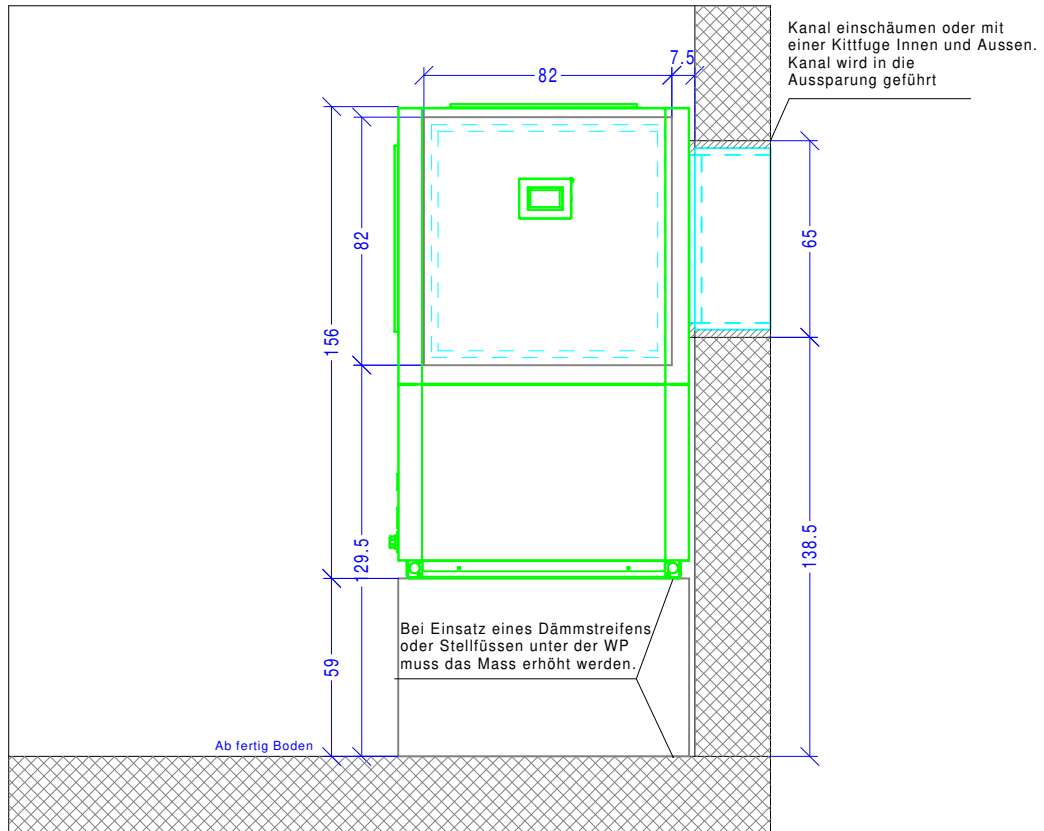 Kanal einschäumen oder mit
einer Kittfuge Innen und Aussen.
Kanal wird in die
Aussparung geführt
7.5
82
82
65
156
129.5
138.5
59
Bei Einsatz eines Dämmstreifens
oder Stellfüssen unter der WP
muss das Mass erhöht werden.
Ab fertig Boden